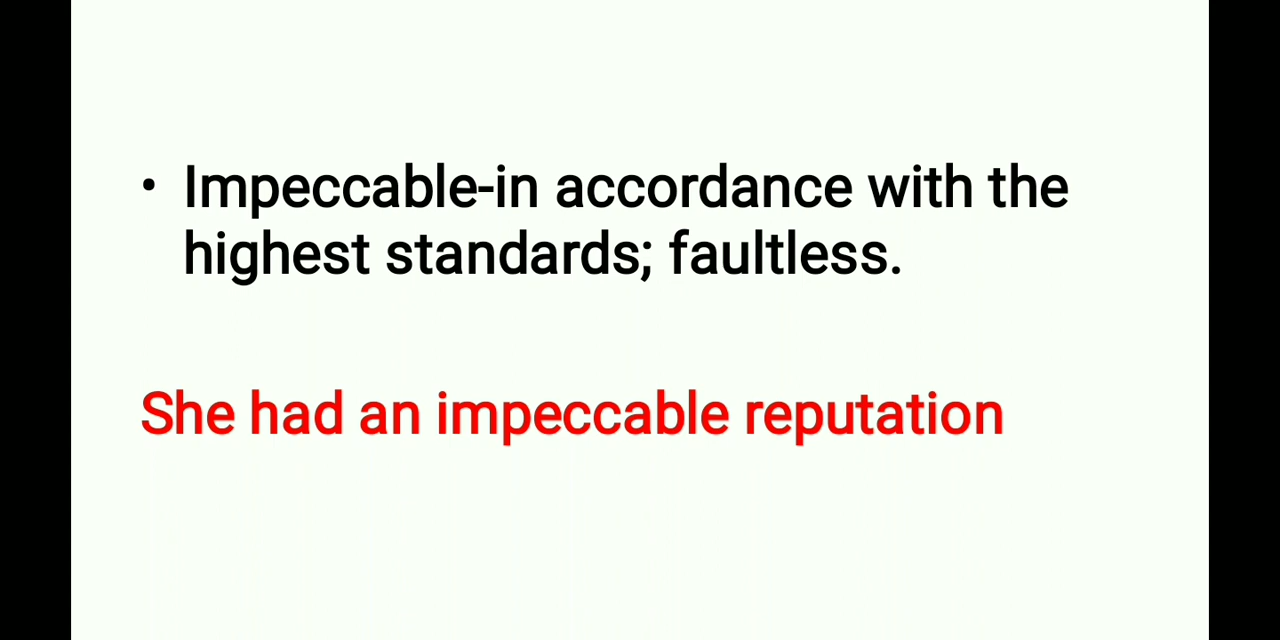 • Impeccable-in accordance with the
highest standards; faultless.
She had an impeccable reputation